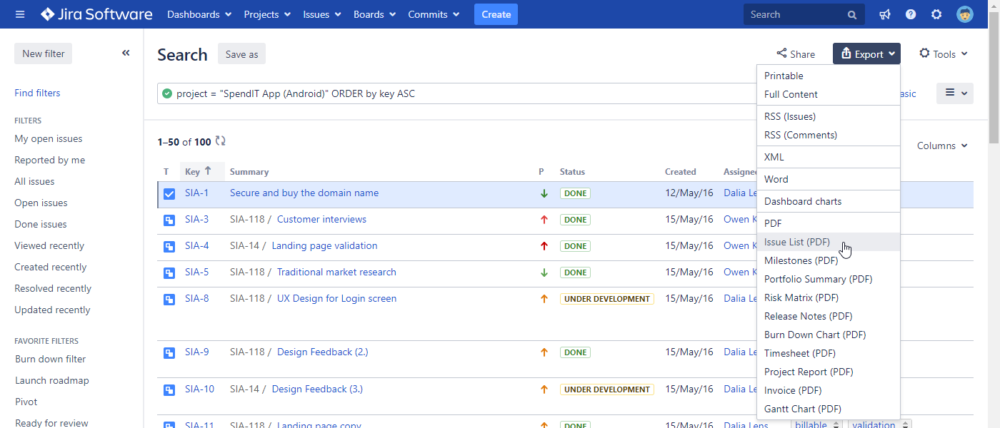 Jira Software Dashboards Projects Issues Boards Commits Create Search
New filter
Find filters
FILTERS
My open issues
Reported by me
All issues
Open issues
Done issues
Viewed recently
Created recently
Resolved recently
Updated recently
FAVORITE FILTERS
Burn down filter
Launch roadmap
Pivot
Ready for review
Search Save as Share Export Tools
project = "SpendIT App (Android)" ORDER by key ASC asic
1–50 of 100 Columns
T Key Summary P Status Created Assigne
SIA-1 Secure and buy the domain name DONE 12/May/16 Dalia Le
SIA-3 SIA-118 / Customer interviews DONE 15/May/16 Owen K
SIA-4 SIA-14 / Landing page validation DONE 15/May/16 Owen K
SIA-5 SIA-118 / Traditional market research DONE 15/May/16 Owen K
SIA-8 SIA-118 / UX Design for Login screen UNDER DEVELOPMENT 15/May/16 Dalia Le
SIA-9 SIA-118 / Design Feedback (2.) DONE 15/May/16 Dalia Le
SIA-10 SIA-14 / Design Feedback (3.) UNDER DEVELOPMENT 15/May/16 Dalia Le
SIA-11 SIA-118 / Landing page copy DONE 15/May/16 Dalia Lens billable validation
Printable
Full Content
RSS (Issues)
RSS (Comments)
XML
Word
Dashboard charts
PDF
Issue List (PDF)
Milestones (PDF)
Portfolio Summary (PDF)
Risk Matrix (PDF)
Release Notes (PDF)
Burn Down Chart (PDF)
Timesheet (PDF)
Project Report (PDF)
Invoice (PDF)
Gantt Chart (PDF)